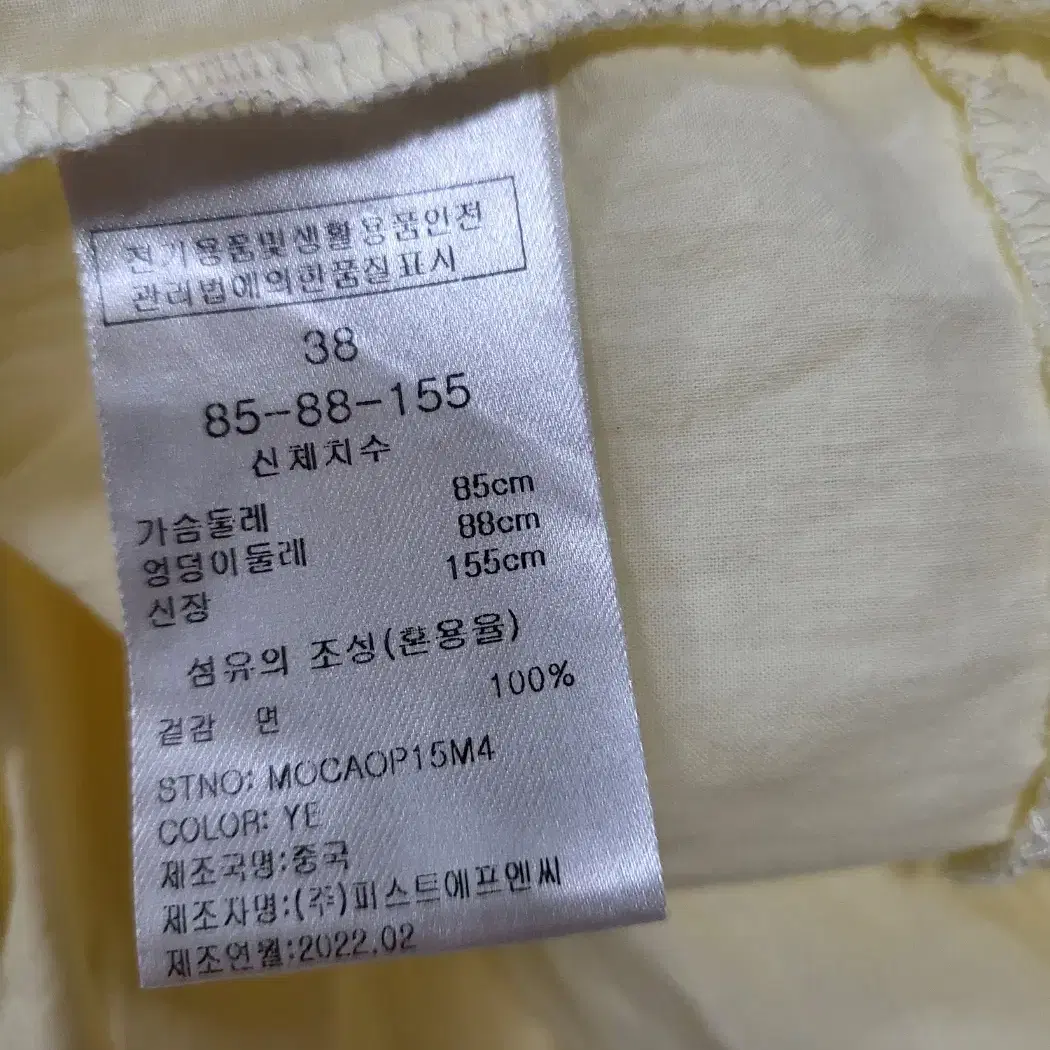 전기용품및생활용품안전
관리법에의한품질표시
38
85-88-155
신체치수
가슴둘레 85cm
엉덩이둘레 88cm
신장 155cm
섬유의 조성(혼용율)
겉감 면 100%
STNO: MOCAOP15M4
COLOR: YE
제조국명:중국
제조자명:(주)퍼스트에프엔씨
제조연월:2022.02